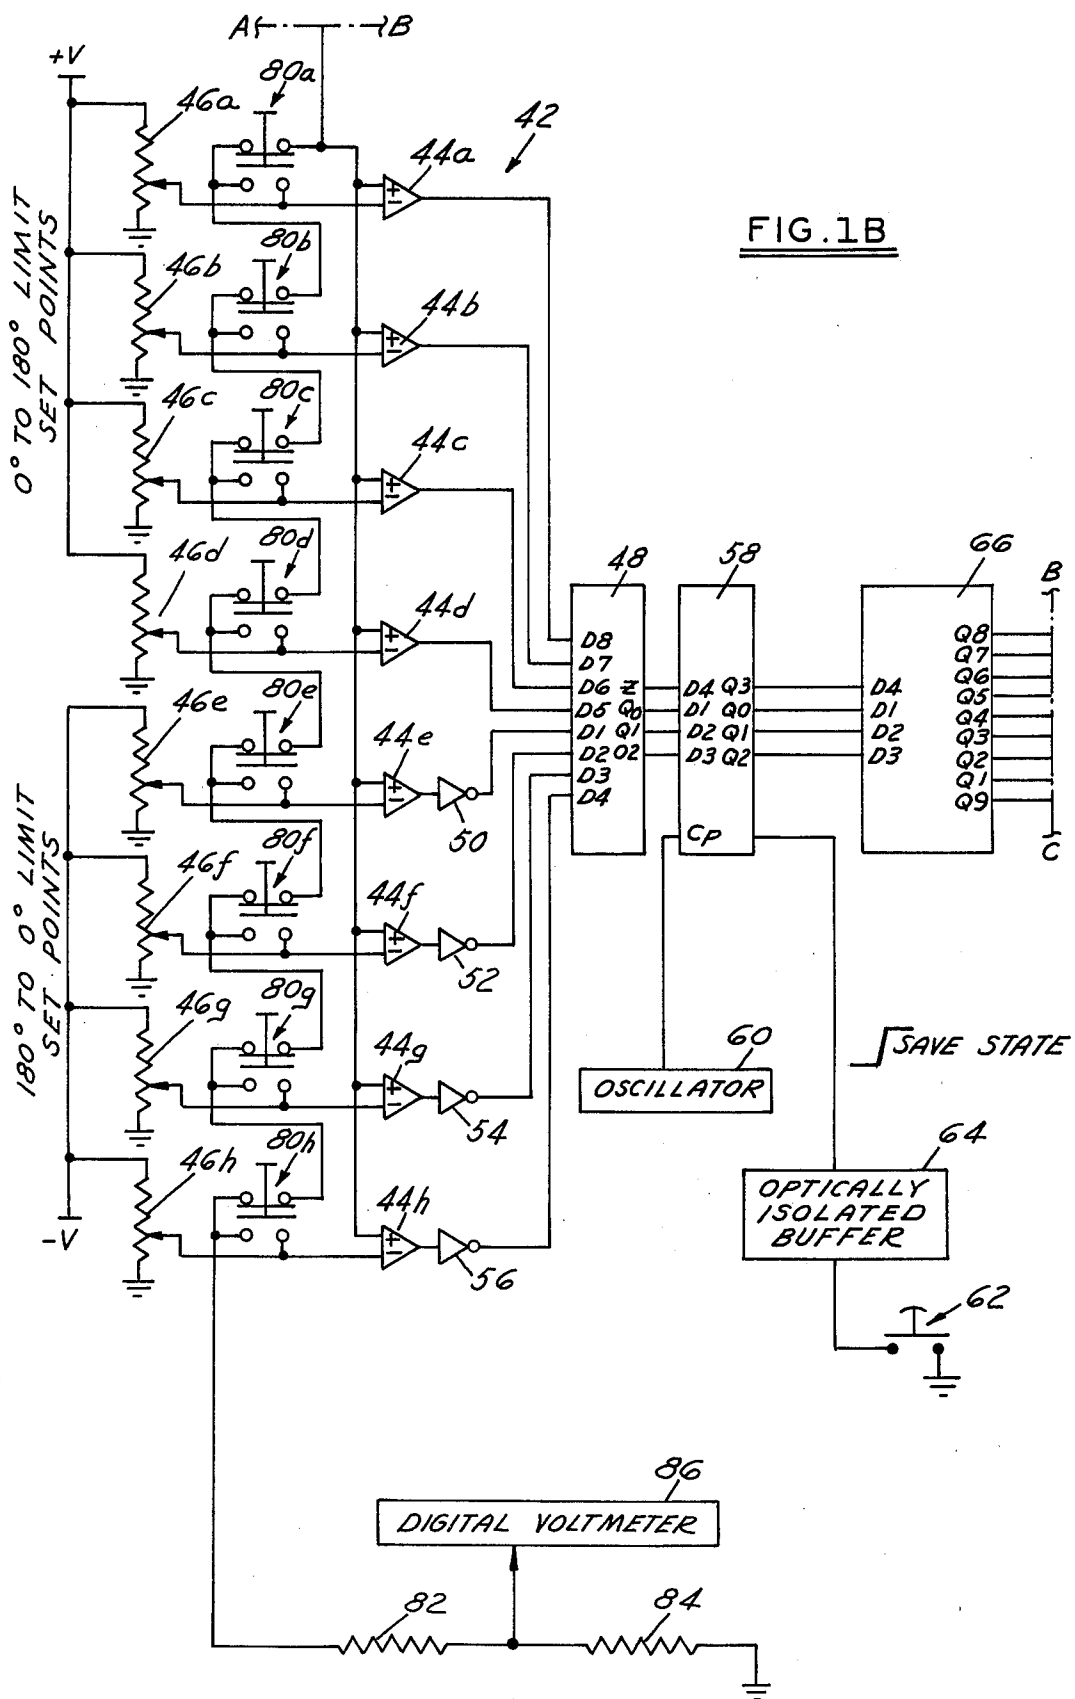 A B
+V
80a
46a
42
44a
FIG.1B
0° TO 180° LIMIT
SET POINTS
80b
46b
44b
80c
46c
44c
80d
46d
44d
48
58
66
B
D8
D7
D6 Z
D5 Q0
D1 Q1
D2 O2
D3
D4
D4 Q3
D1 Q0
D2 Q1
D3 Q2
CP
D4
D1
D2
D3
Q8
Q7
Q6
Q5
Q4
Q3
Q2
Q1
Q9
C
80e
46e
44e
50
180° TO 0° LIMIT
SET POINTS
80f
46f
44f
52
80g
46g
44g
54
60
OSCILLATOR
SAVE STATE
80h
46h
44h
56
-V
64
OPTICALLY
ISOLATED
BUFFER
62
86
DIGITAL VOLTMETER
82
84